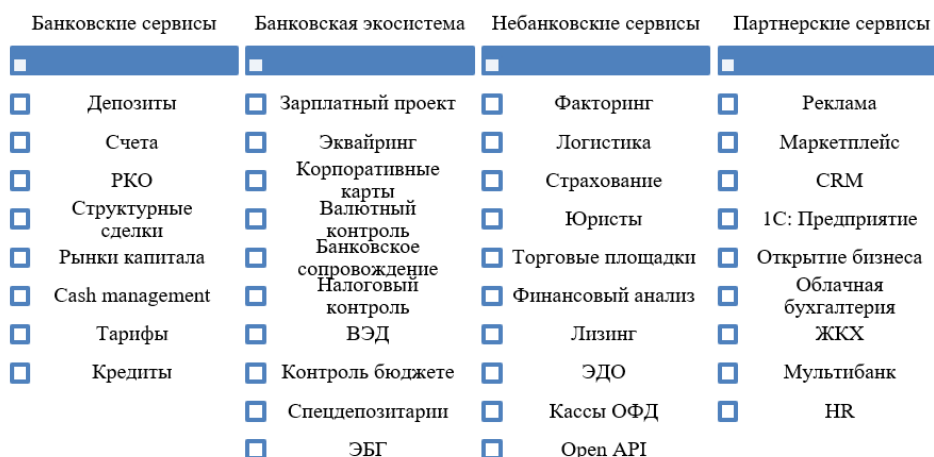 Банковские сервисы
Депозиты
Счета
РКО
Структурные
сделки
Рынки капитала
Cash management
Тарифы
Кредиты
Банковская экосистема
Зарплатный проект
Эквайринг
Корпоративные
карты
Валютный
контроль
Банковское
сопровождение
Налоговый
контроль
ВЭД
Контроль бюджете
Спецдепозитарии
ЭБГ
Небанковские сервисы
Факторинг
Логистика
Страхование
Юристы
Торговые площадки
Финансовый анализ
Лизинг
ЭДО
Кассы ОФД
Open API
Партнерские сервисы
Реклама
Маркетплейс
CRM
1С: Предприятие
Открытие бизнеса
Облачная
бухгалтерия
ЖКХ
Мультибанк
HR